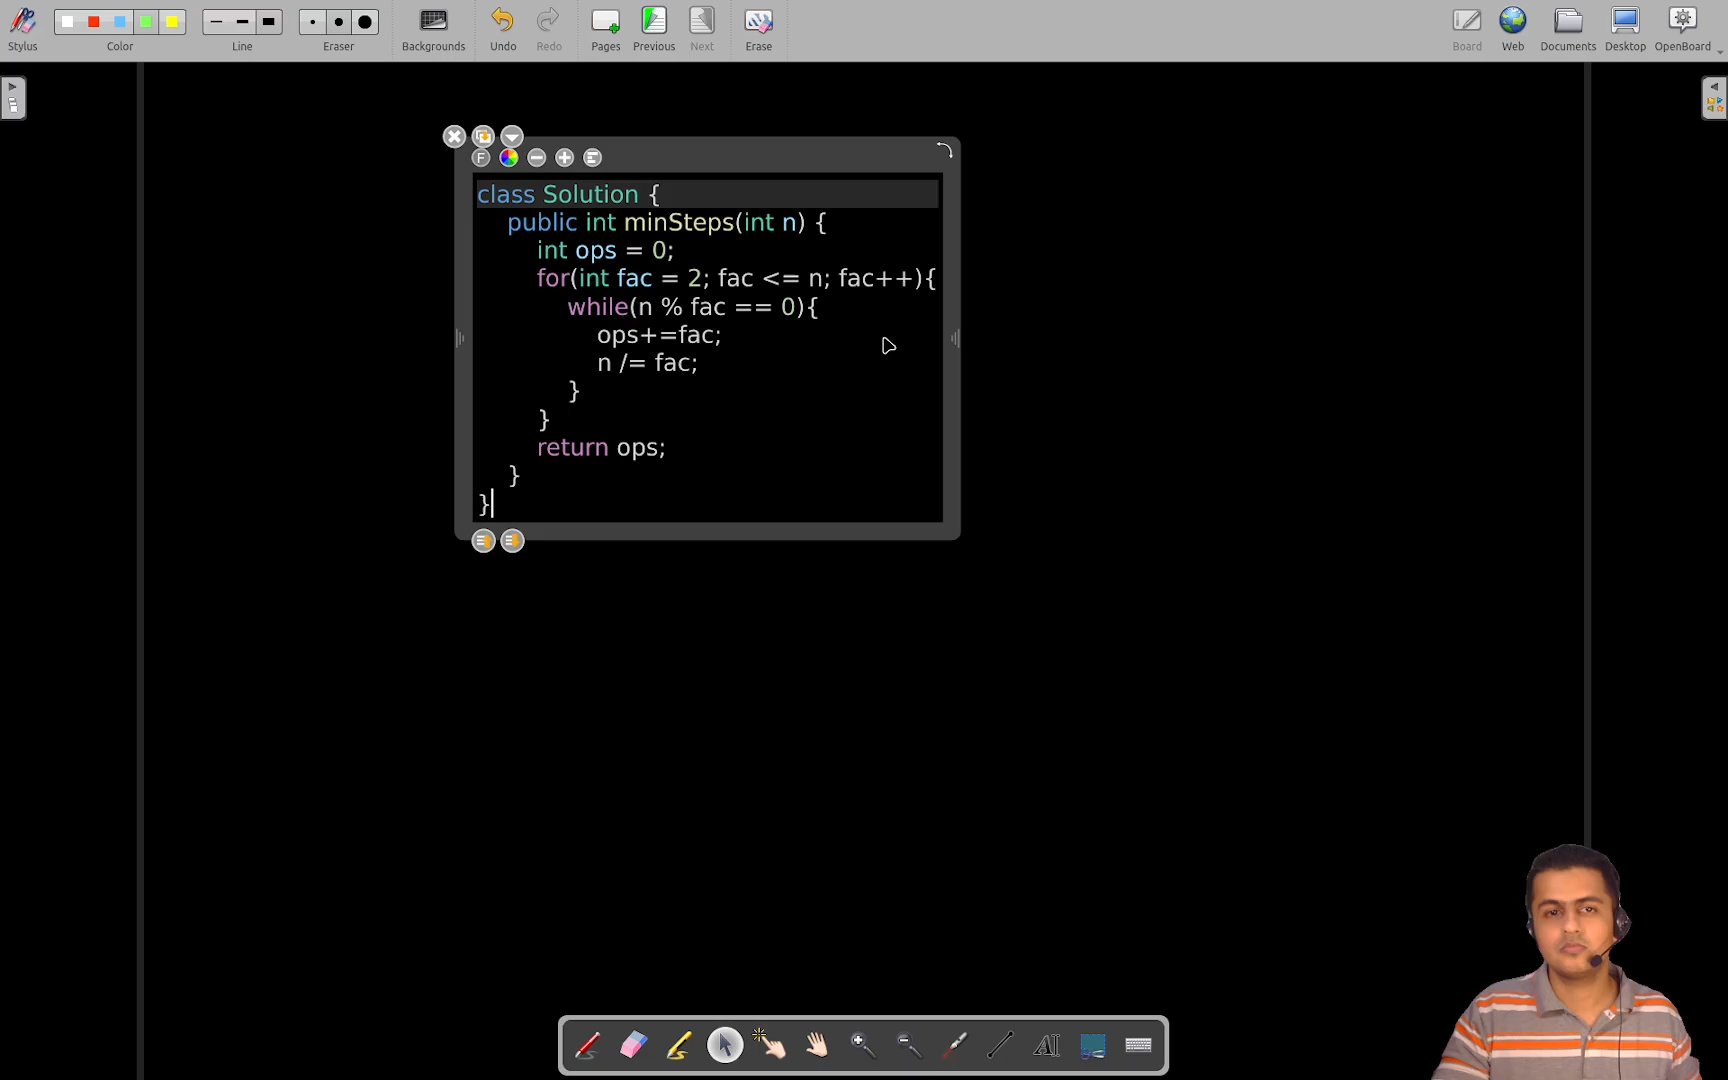 Stylus
Color
Line
Eraser
Backgrounds
Undo
Redo
Pages
Previous
Next
Erase
Board
Web
Documents
Desktop
OpenBoard
F
class Solution {
    public int minSteps(int n) {
        int ops = 0;
        for(int fac = 2; fac <= n; fac++){
            while(n % fac == 0){
                ops+=fac;
                n /= fac;
            }
        }
        return ops;
    }
}
AI